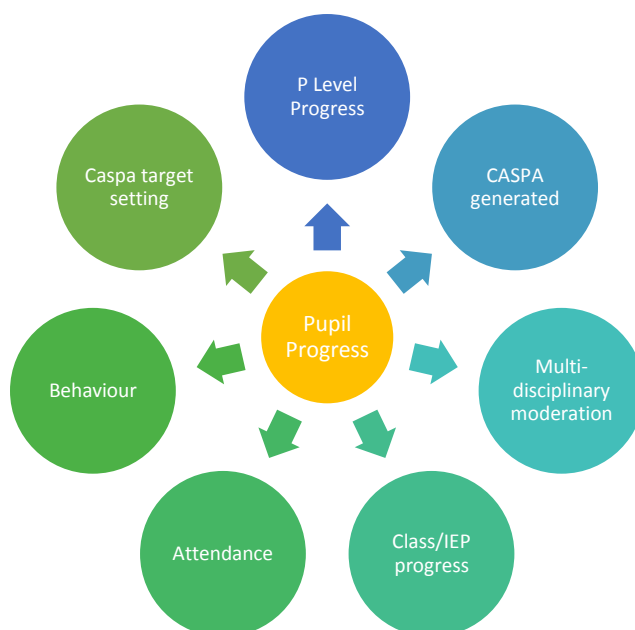 P Level
Progress
CASPA
generated
Multi-
disciplinary
moderation
Class/IEP
progress
Attendance
Behaviour
Caspa target
setting
Pupil
Progress